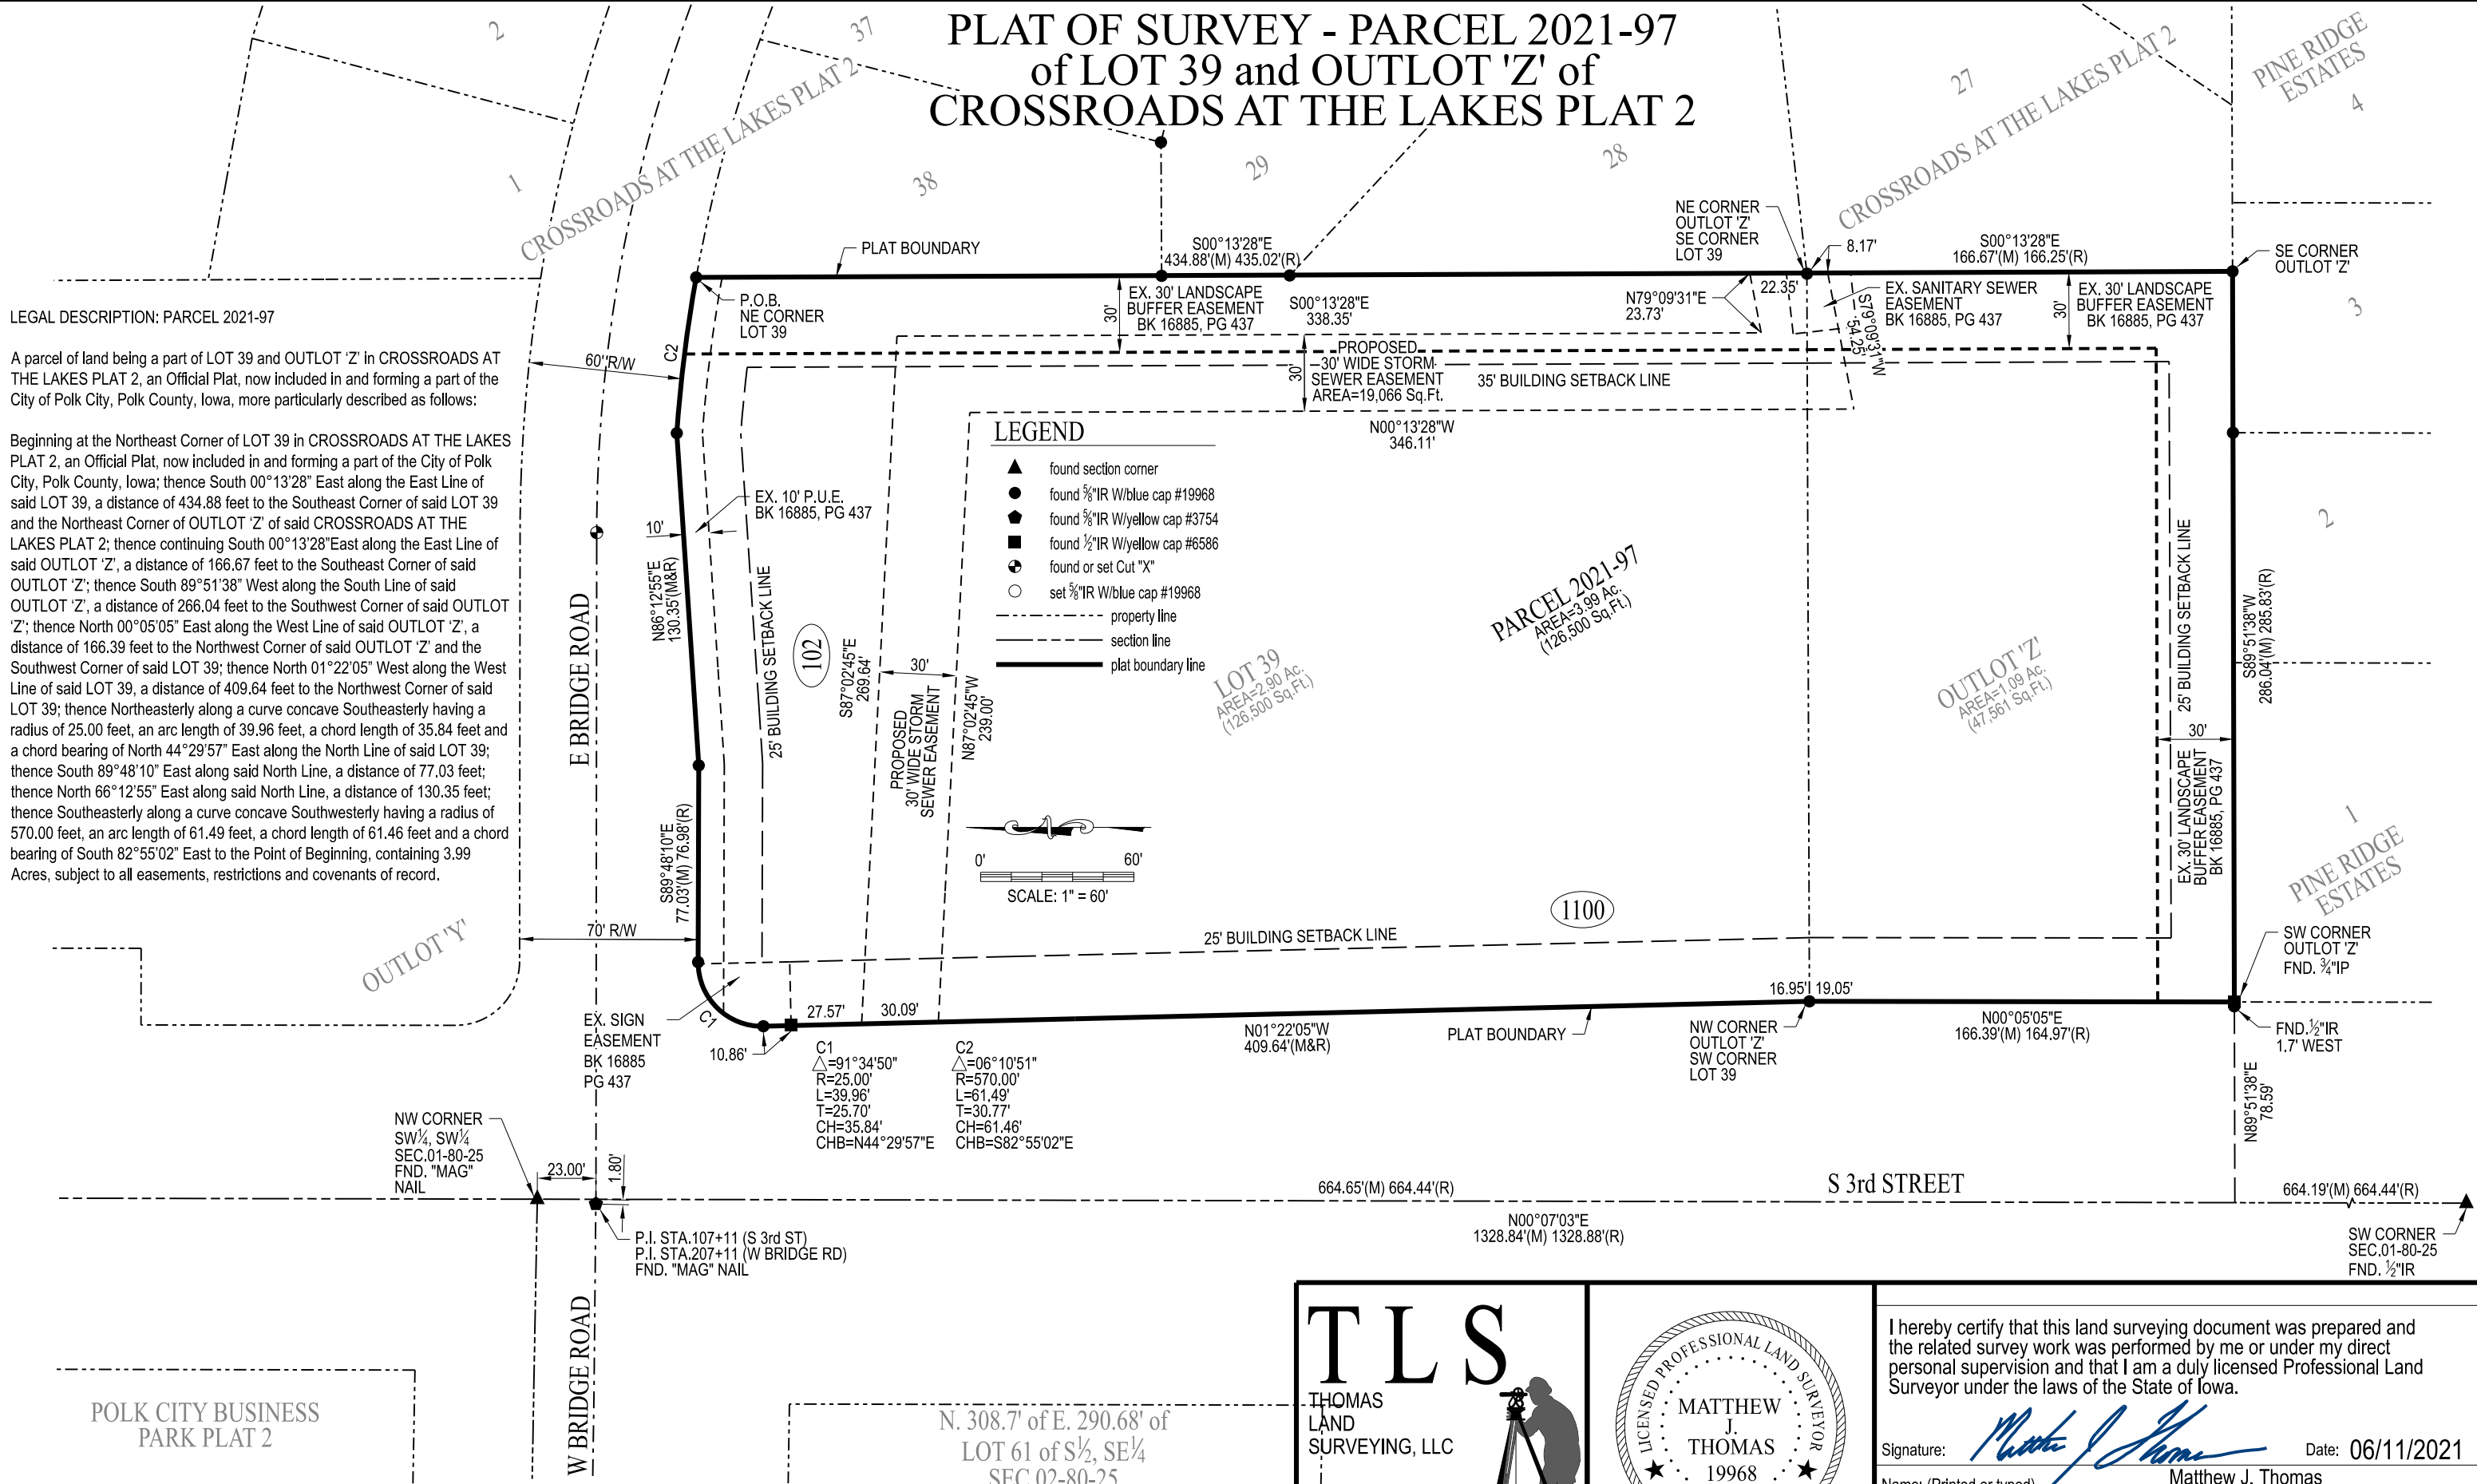 PLAT OF SURVEY - PARCEL 2021-97
of LOT 39 and OUTLOT 'Z' of
CROSSROADS AT THE LAKES PLAT 2
2
37
1
CROSSROADS AT THE LAKES PLAT 2
38
29
28
27
CROSSROADS AT THE LAKES PLAT 2
PINE RIDGE
ESTATES
4
3
2
1
PINE RIDGE
ESTATES
LEGAL DESCRIPTION: PARCEL 2021-97
A parcel of land being a part of LOT 39 and OUTLOT 'Z' in CROSSROADS AT
THE LAKES PLAT 2, an Official Plat, now included in and forming a part of the
City of Polk City, Polk County, Iowa, more particularly described as follows:
Beginning at the Northeast Corner of LOT 39 in CROSSROADS AT THE LAKES
PLAT 2, an Official Plat, now included in and forming a part of the City of Polk
City, Polk County, Iowa; thence South 00°13'28" East along the East Line of
said LOT 39, a distance of 434.88 feet to the Southeast Corner of said LOT 39
and the Northeast Corner of OUTLOT 'Z' of said CROSSROADS AT THE
LAKES PLAT 2; thence continuing South 00°13'28"East along the East Line of
said OUTLOT 'Z', a distance of 166.67 feet to the Southeast Corner of said
OUTLOT 'Z'; thence South 89°51'38" West along the South Line of said
OUTLOT 'Z', a distance of 266.04 feet to the Southwest Corner of said OUTLOT
'Z'; thence North 00°05'05" East along the West Line of said OUTLOT 'Z', a
distance of 166.39 feet to the Northwest Corner of said OUTLOT 'Z' and the
Southwest Corner of said LOT 39; thence North 01°22'05" West along the West
Line of said LOT 39, a distance of 409.64 feet to the Northwest Corner of said
LOT 39; thence Northeasterly along a curve concave Southeasterly having a
radius of 25.00 feet, an arc length of 39.96 feet, a chord length of 35.84 feet and
a chord bearing of North 44°29'57" East along the North Line of said LOT 39;
thence South 89°48'10" East along said North Line, a distance of 77.03 feet;
thence North 66°12'55" East along said North Line, a distance of 130.35 feet;
thence Southeasterly along a curve concave Southwesterly having a radius of
570.00 feet, an arc length of 61.49 feet, a chord length of 61.46 feet and a chord
bearing of South 82°55'02" East to the Point of Beginning, containing 3.99
Acres, subject to all easements, restrictions and covenants of record.
PLAT BOUNDARY
S00°13'28"E
434.88'(M) 435.02'(R)
NE CORNER
OUTLOT 'Z'
SE CORNER
LOT 39
8.17'
S00°13'28"E
166.67'(M) 166.25'(R)
SE CORNER
OUTLOT 'Z'
P.O.B.
NE CORNER
LOT 39
C2
60' R/W
30'
EX. 30' LANDSCAPE
BUFFER EASEMENT
BK 16885, PG 437
S00°13'28"E
338.35'
N79°09'31"E
23.73'
22.35'
S79°09'31"W
54.25'
EX. SANITARY SEWER
EASEMENT
BK 16885, PG 437
30'
EX. 30' LANDSCAPE
BUFFER EASEMENT
BK 16885, PG 437
30'
PROPOSED
30' WIDE STORM
SEWER EASEMENT
AREA=19,066 Sq.Ft.
35' BUILDING SETBACK LINE
N00°13'28"W
346.11'
LEGEND
found section corner
found ⅝"IR W/blue cap #19968
found ⅝"IR W/yellow cap #3754
found ½"IR W/yellow cap #6586
found or set Cut "X"
set ⅝"IR W/blue cap #19968
property line
section line
plat boundary line
EX. 10' P.U.E.
BK 16885, PG 437
10'
N86°12'55"E
130.35'(M&R)
E BRIDGE ROAD
25' BUILDING SETBACK LINE
102
S87°02'45"E
269.64'
30'
PROPOSED
30' WIDE STORM
SEWER EASEMENT
N87°02'45"W
239.00'
S89°48'10"E
77.03'(M) 76.98'(R)
PARCEL 2021-97
AREA=3.99 Ac.
(126,500 Sq.Ft.)
LOT 39
AREA=2.90 Ac.
(126,500 Sq.Ft.)
OUTLOT 'Z'
AREA=1.09 Ac.
(47,561 Sq.Ft.)
25' BUILDING SETBACK LINE
S89°51'38"W
286.04'(M) 285.83'(R)
30'
EX. 30' LANDSCAPE
BUFFER EASEMENT
BK 16885, PG 437
0'
60'
SCALE: 1" = 60'
1100
25' BUILDING SETBACK LINE
70' R/W
OUTLOT 'Y'
SW CORNER
OUTLOT 'Z'
FND. ¾"IP
EX. SIGN
EASEMENT
BK 16885
PG 437
C1
10.86'
27.57'
30.09'
N01°22'05"W
409.64'(M&R)
PLAT BOUNDARY
16.95'
19.05'
NW CORNER
OUTLOT 'Z'
SW CORNER
LOT 39
N00°05'05"E
166.39'(M) 164.97'(R)
FND.½"IR
1.7' WEST
N89°51'38"E
78.59'
C1
△=91°34'50"
R=25.00'
L=39.96'
T=25.70'
CH=35.84'
CHB=N44°29'57"E
C2
△=06°10'51"
R=570.00'
L=61.49'
T=30.77'
CH=61.46'
CHB=S82°55'02"E
NW CORNER
SW¼, SW¼
SEC.01-80-25
FND. "MAG"
NAIL
23.00'
1.80'
P.I. STA.107+11 (S 3rd ST)
P.I. STA.207+11 (W BRIDGE RD)
FND. "MAG" NAIL
664.65'(M) 664.44'(R)
S 3rd STREET
664.19'(M) 664.44'(R)
N00°07'03"E
1328.84'(M) 1328.88'(R)
SW CORNER
SEC.01-80-25
FND. ½"IR
W BRIDGE ROAD
POLK CITY BUSINESS
PARK PLAT 2
N. 308.7' of E. 290.68' of
LOT 61 of S½, SE¼
SEC.02-80-25
TLS
THOMAS
LAND
SURVEYING, LLC
LICENSED PROFESSIONAL LAND SURVEYOR
MATTHEW
J.
THOMAS
19968
I hereby certify that this land surveying document was prepared and
the related survey work was performed by me or under my direct
personal supervision and that I am a duly licensed Professional Land
Surveyor under the laws of the State of Iowa.
Signature: Matthew J Thomas Date: 06/11/2021
Name: (Printed or typed) Matthew J. Thomas